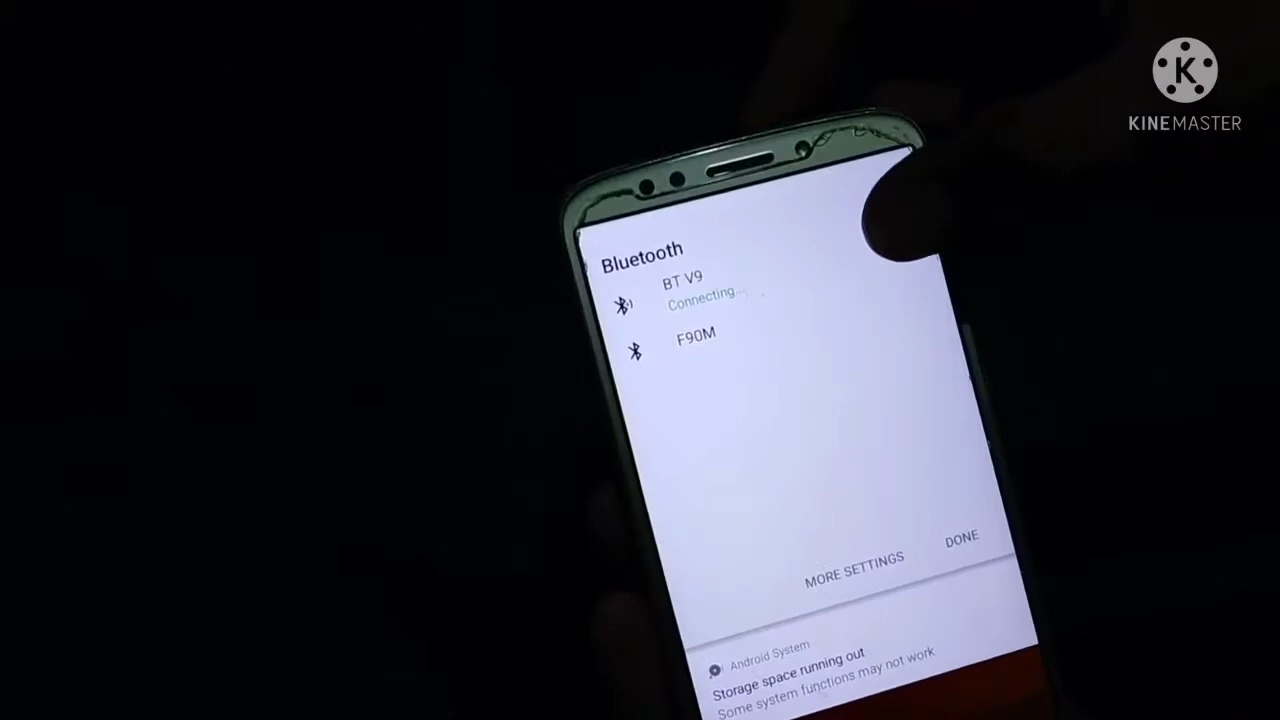 K
KINEMASTER
Bluetooth
BT V9
Connecting...
F90M
MORE SETTINGS
DONE
Android System
Storage space running out
Some system functions may not work